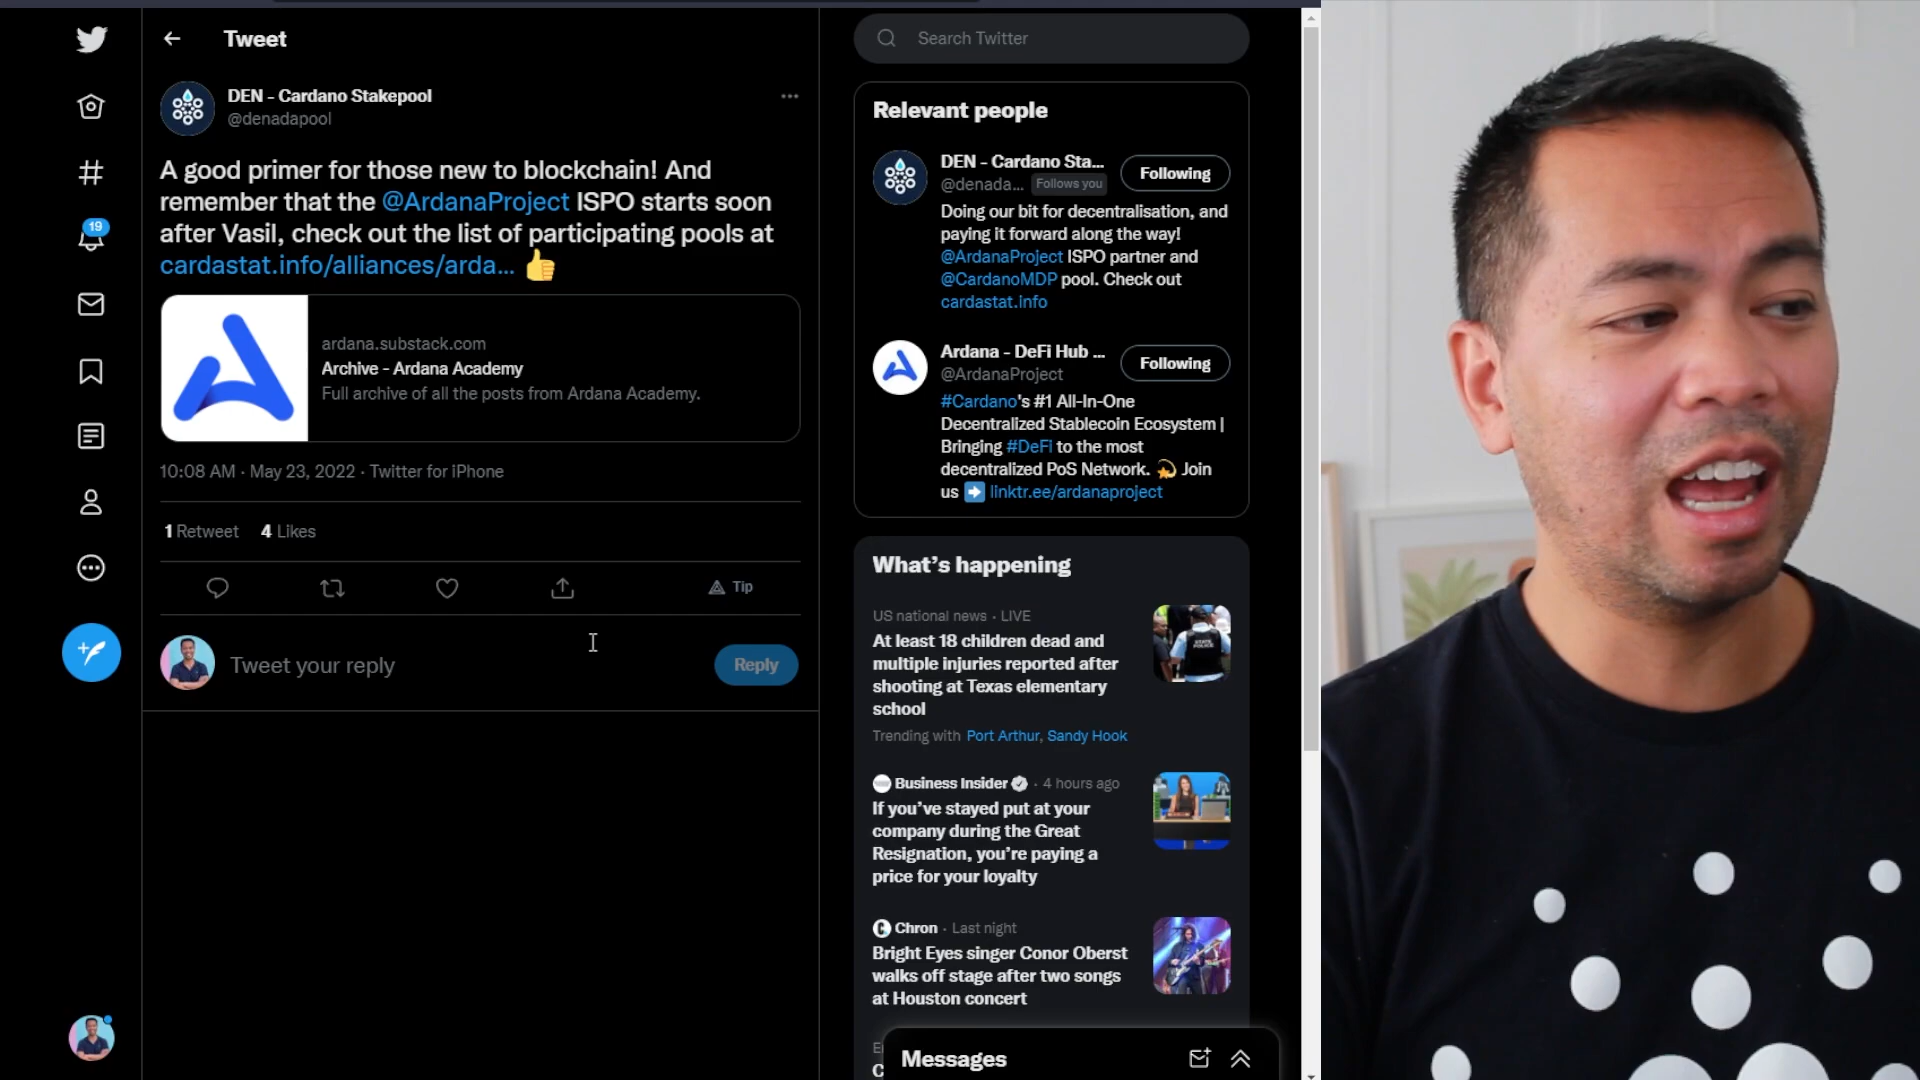 Tweet
DEN - Cardano Stakepool
@denadapool
A good primer for those new to blockchain! And
remember that the @ArdanaProject ISPO starts soon
after Vasil, check out the list of participating pools at
cardastat.info/alliances/arda... 👍
ardana.substack.com
Archive - Ardana Academy
Full archive of all the posts from Ardana Academy.
10:08 AM · May 23, 2022 · Twitter for iPhone
1 Retweet 4 Likes
Tip
Tweet your reply
Reply
19
Search Twitter
Relevant people
DEN - Cardano Sta...
@denada... Follows you
Following
Doing our bit for decentralisation, and
paying it forward along the way!
@ArdanaProject ISPO partner and
@CardanoMDP pool. Check out
cardastat.info
Ardana - DeFi Hub ...
@ArdanaProject
Following
#Cardano's #1 All-In-One
Decentralized Stablecoin Ecosystem |
Bringing #DeFi to the most
decentralized PoS Network. 💫 Join
us ➡️ linktr.ee/ardanaproject
What's happening
US national news · LIVE
At least 18 children dead and
multiple injuries reported after
shooting at Texas elementary
school
Trending with Port Arthur, Sandy Hook
STATE
POLICE
Business Insider · 4 hours ago
If you've stayed put at your
company during the Great
Resignation, you're paying a
price for your loyalty
Chron · Last night
Bright Eyes singer Conor Oberst
walks off stage after two songs
at Houston concert
Messages